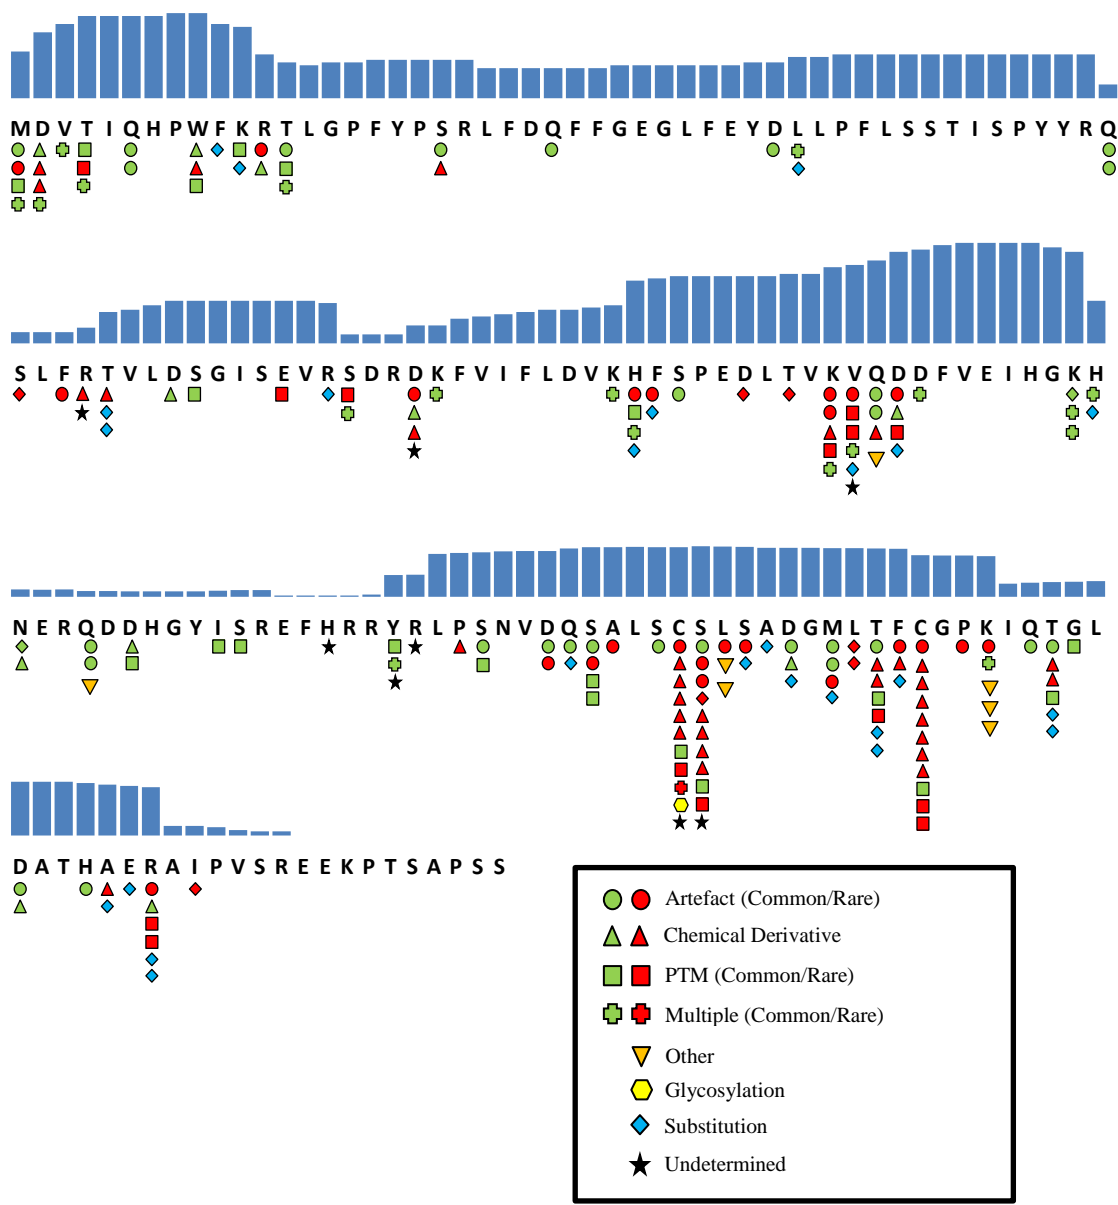 M D V T I Q H P W F K R T L G P F Y P S R L F D Q F F G E G L F E Y D L L P F L S S T I S P Y Y R Q
S L F R T V L D S G I S E V R S D R D K F V I F L D V K H F S P E D L T V K V Q D D F V E I H G K H
N E R Q D D H G Y I S R E F H R R Y R L P S N V D Q S A L S C S L S A D G M L T F C G P K I Q T G L
D A T H A E R A I P V S R E E K P T S A P S S
Artefact (Common/Rare)
Chemical Derivative
PTM (Common/Rare)
Multiple (Common/Rare)
Other
Glycosylation
Substitution
Undetermined